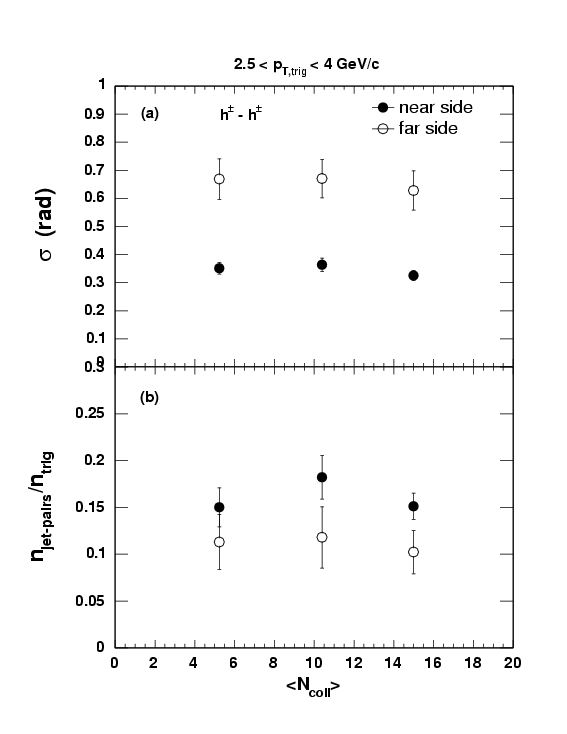 2.5 < pT,trig < 4 GeV/c
(a)
h± - h±
near side
far side
1
0.9
0.8
0.7
0.6
0.5
0.4
0.3
0.2
0.1
0
σ (rad)
(b)
0.3
0.25
0.2
0.15
0.1
0.05
0
njet-pairs/ntrig
0 2 4 6 8 10 12 14 16 18 20
<Ncoll>